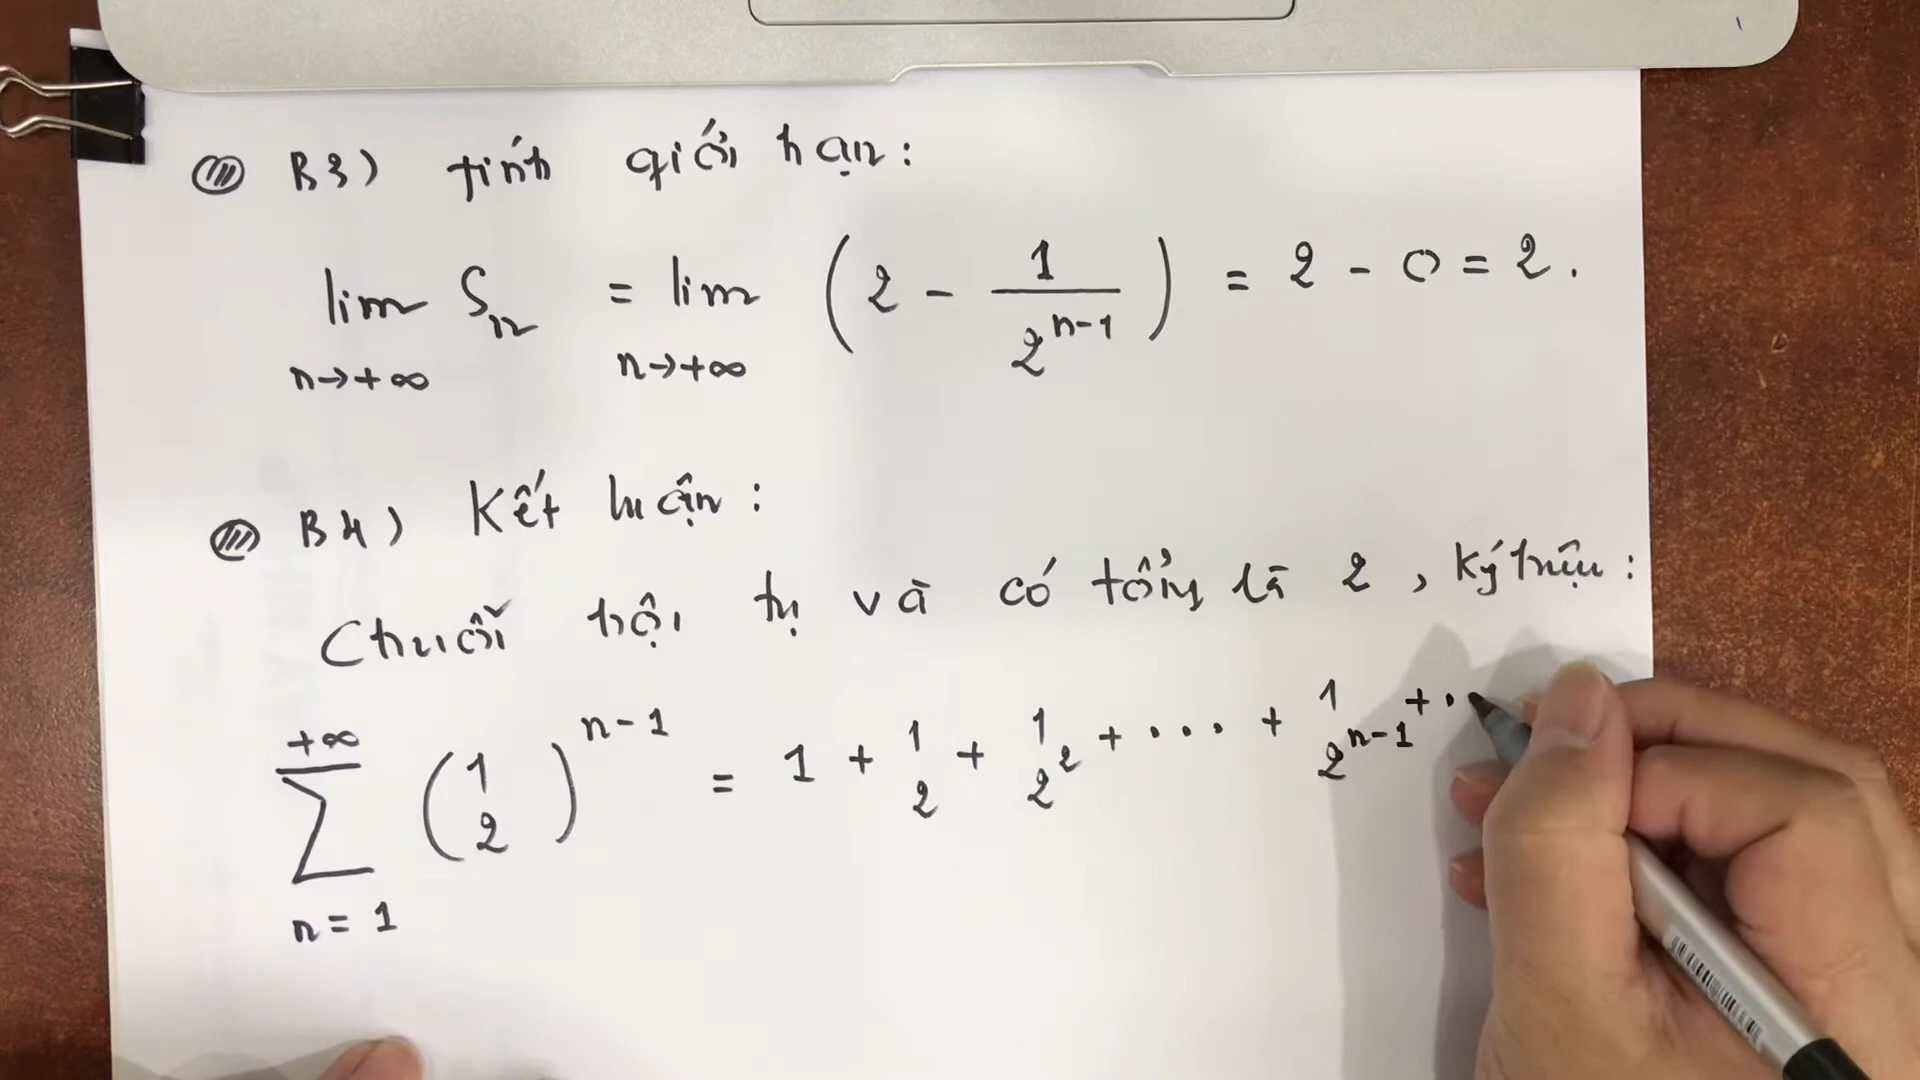 B3) tính giới hạn:
lim Sn = lim (2 - 1/2^(n-1)) = 2 - 0 = 2.
n→+∞ n→+∞
B4) Kết luận:
Chuỗi hội tụ và có tổng là 2, ký hiệu:
+∞
∑ (1/2)^(n-1) = 1 + 1/2 + 1/2^2 + ... + 1/2^(n-1) + ..
n=1